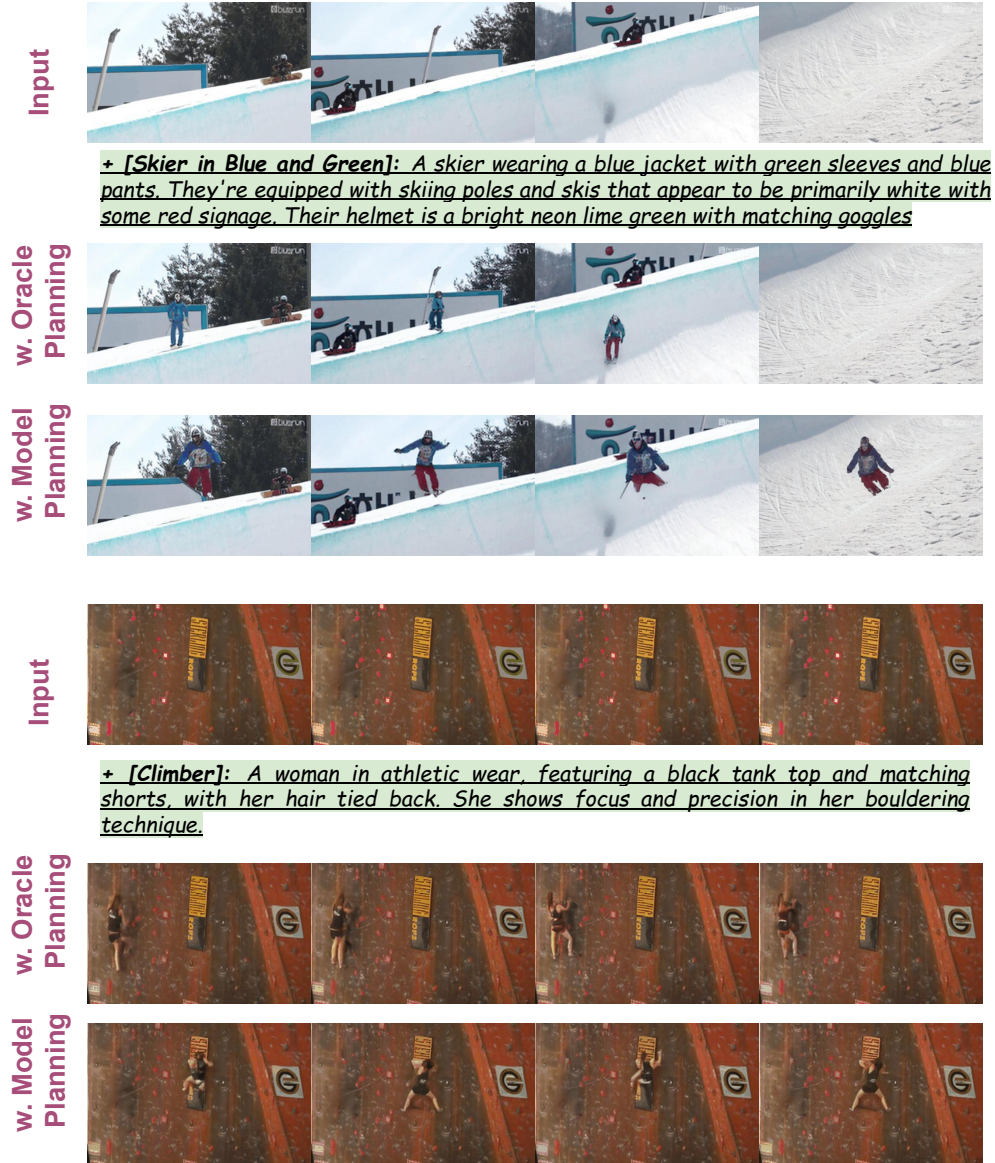 Input
+ [Skier in Blue and Green]: A skier wearing a blue jacket with green sleeves and blue
pants. They're equipped with skiing poles and skis that appear to be primarily white with
some red signage. Their helmet is a bright neon lime green with matching goggles
w. Oracle
Planning
w. Model
Planning
Input
STERLING
ROPE
G
+ [Climber]: A woman in athletic wear, featuring a black tank top and matching
shorts, with her hair tied back. She shows focus and precision in her bouldering
technique.
w. Oracle
Planning
w. Model
Planning